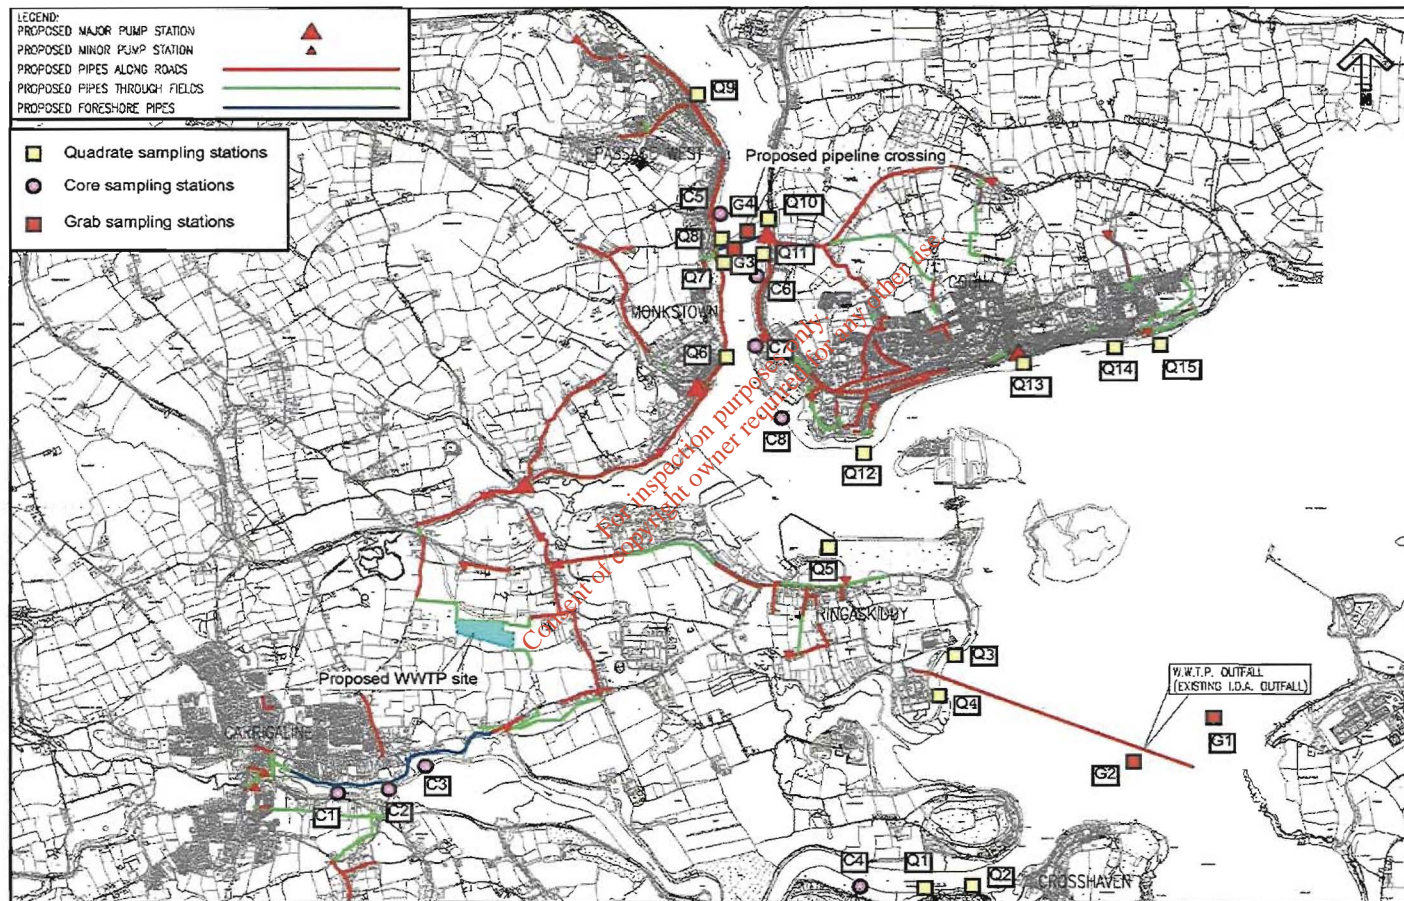 LEGEND:
PROPOSED MAJOR PUMP STATION
PROPOSED MINOR PUMP STATION
PROPOSED PIPES ALONG ROADS
PROPOSED PIPES THROUGH FIELDS
PROPOSED FORESHORE PIPES
Quadrate sampling stations
Core sampling stations
Grab sampling stations
Q9
PASSAGE WEST
Proposed pipeline crossing
C5
G4
Q10
Q8
G3
Q11
Q7
C6
MONKSTOWN
Q6
C7
Q13
Q14
Q15
C8
Q12
For inspection purposes only.
Consent of copyright owner required for any other use.
Q5
RINGASKIDDY
Q3
Proposed WWTP site
W.W.T.P. OUTFALL
(EXISTING I.D.A. OUTFALL)
Q4
G1
CARRIGALINE
G2
C3
C1
C2
C4
Q1
Q2
CROSSHAVEN